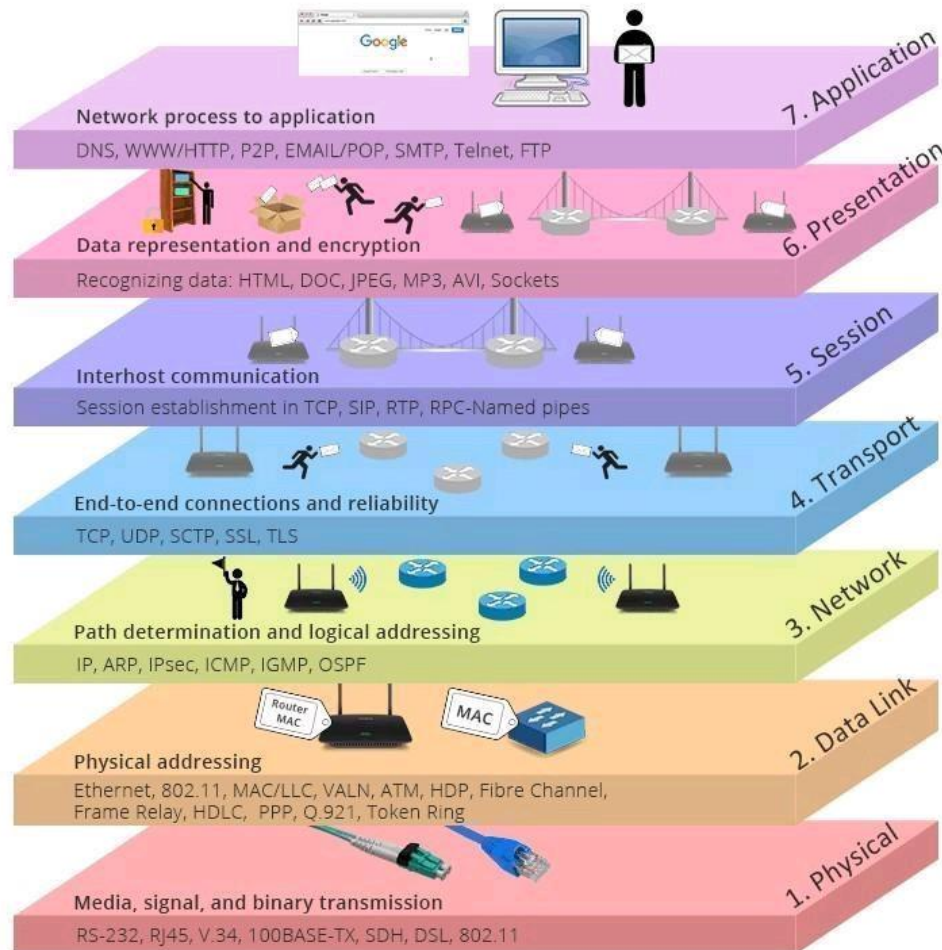 Google
7. Application
Network process to application
DNS, WWW/HTTP, P2P, EMAIL/POP, SMTP, Telnet, FTP
6. Presentation
Data representation and encryption
Recognizing data: HTML, DOC, JPEG, MP3, AVI, Sockets
5. Session
Interhost communication
Session establishment in TCP, SIP, RTP, RPC-Named pipes
4. Transport
End-to-end connections and reliability
TCP, UDP, SCTP, SSL, TLS
3. Network
Path determination and logical addressing
IP, ARP, IPsec, ICMP, IGMP, OSPF
Router
MAC
MAC
2. Data Link
Physical addressing
Ethernet, 802.11, MAC/LLC, VALN, ATM, HDP, Fibre Channel,
Frame Relay, HDLC, PPP, Q.921, Token Ring
1. Physical
Media, signal, and binary transmission
RS-232, RJ45, V.34, 100BASE-TX, SDH, DSL, 802.11